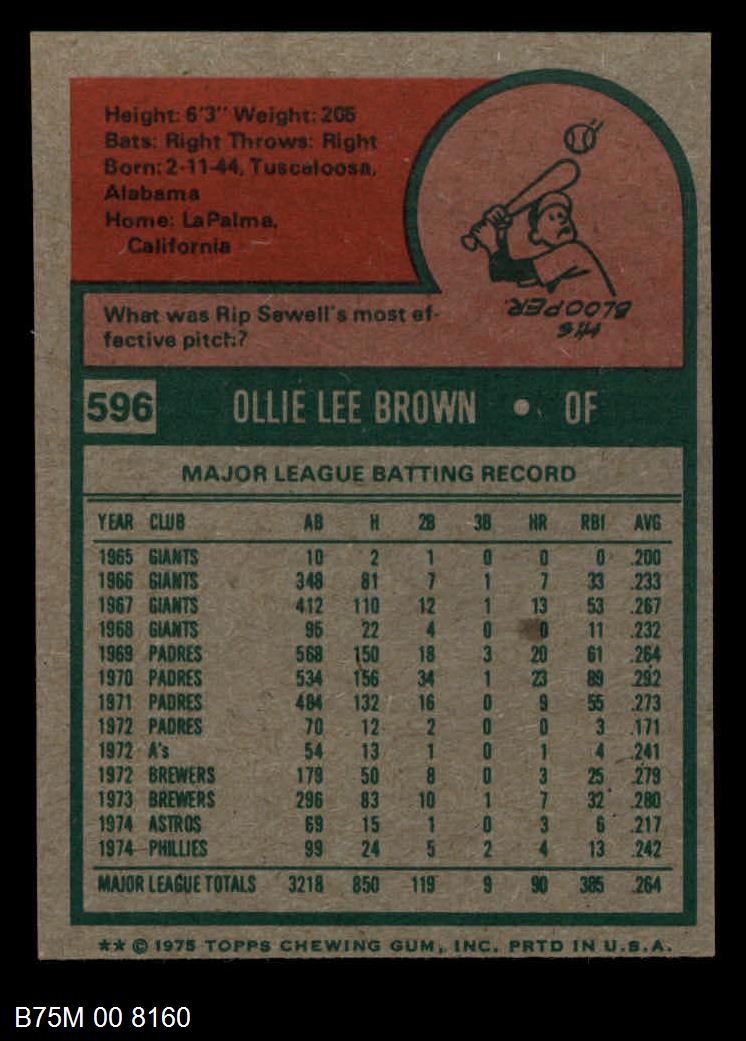 Height: 6'3" Weight: 205
Bats: Right Throws: Right
Born: 2-11-44, Tuscaloosa,
Alabama
Home: LaPalma,
California
What was Rip Sewell's most ef-
fective pitch?
HIS
BLOOPER.
596 OLLIE LEE BROWN • OF
MAJOR LEAGUE BATTING RECORD
YEAR CLUB AB H 2B 3B HR RBI AVG
1965 GIANTS 10 2 1 0 0 0 .200
1966 GIANTS 348 81 7 1 7 33 .233
1967 GIANTS 412 110 12 1 13 53 .267
1968 GIANTS 95 22 4 0 0 11 .232
1969 PADRES 568 150 18 3 20 61 .264
1970 PADRES 534 156 34 1 23 89 .292
1971 PADRES 484 132 16 0 9 55 .273
1972 PADRES 70 12 2 0 0 3 .171
1972 A's 54 13 1 0 1 4 .241
1972 BREWERS 179 50 8 0 3 25 .279
1973 BREWERS 296 83 10 1 7 32 .280
1974 ASTROS 69 15 1 0 3 6 .217
1974 PHILLIES 99 24 5 2 4 13 .242
MAJOR LEAGUE TOTALS 3218 850 119 9 90 385 .264
** © 1975 TOPPS CHEWING GUM, INC. PRTD IN U.S.A.
B75M 00 8160